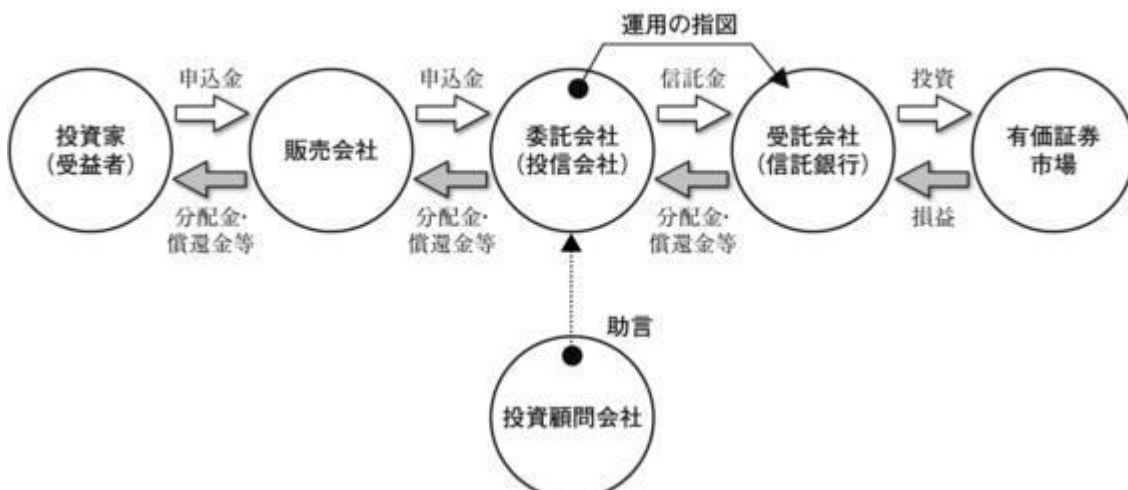 運用の指図
申込金
申込金
信託金
投資
投資家
(受益者)
販売会社
委託会社
(投信会社)
受託会社
(信託銀行)
有価証券
市場
分配金・
償還金等
分配金・
償還金等
分配金・
償還金等
損益
助言
投資顧問会社